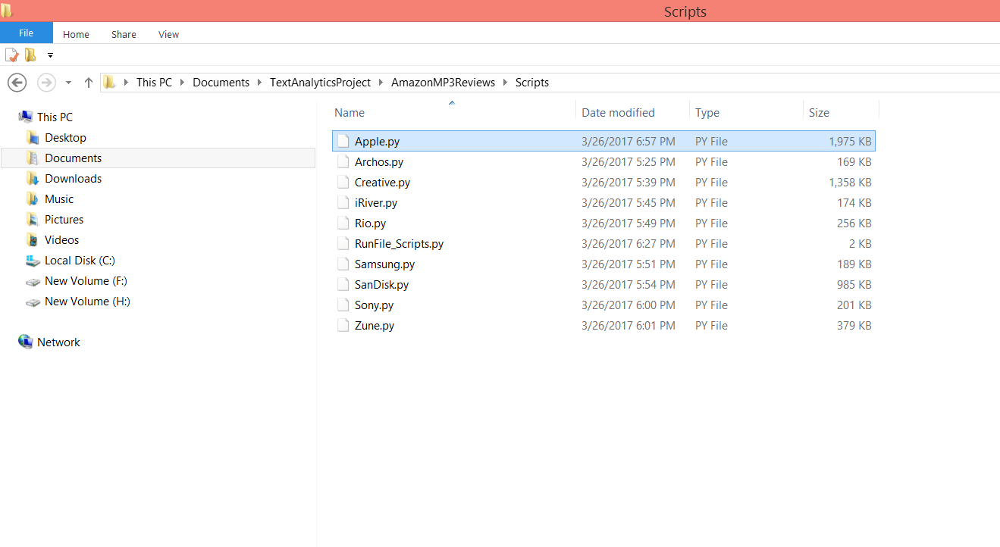 Scripts
File Home Share View
This PC Documents TextAnalyticsProject AmazonMP3Reviews Scripts
This PC
Desktop
Documents
Downloads
Music
Pictures
Videos
Local Disk (C:)
New Volume (F:)
New Volume (H:)
Network
Name Date modified Type Size
Apple.py 3/26/2017 6:57 PM PY File 1,975 KB
Archos.py 3/26/2017 5:25 PM PY File 169 KB
Creative.py 3/26/2017 5:39 PM PY File 1,358 KB
iRiver.py 3/26/2017 5:45 PM PY File 174 KB
Rio.py 3/26/2017 5:49 PM PY File 256 KB
RunFile_Scripts.py 3/26/2017 6:27 PM PY File 2 KB
Samsung.py 3/26/2017 5:51 PM PY File 189 KB
SanDisk.py 3/26/2017 5:54 PM PY File 985 KB
Sony.py 3/26/2017 6:00 PM PY File 201 KB
Zune.py 3/26/2017 6:01 PM PY File 379 KB